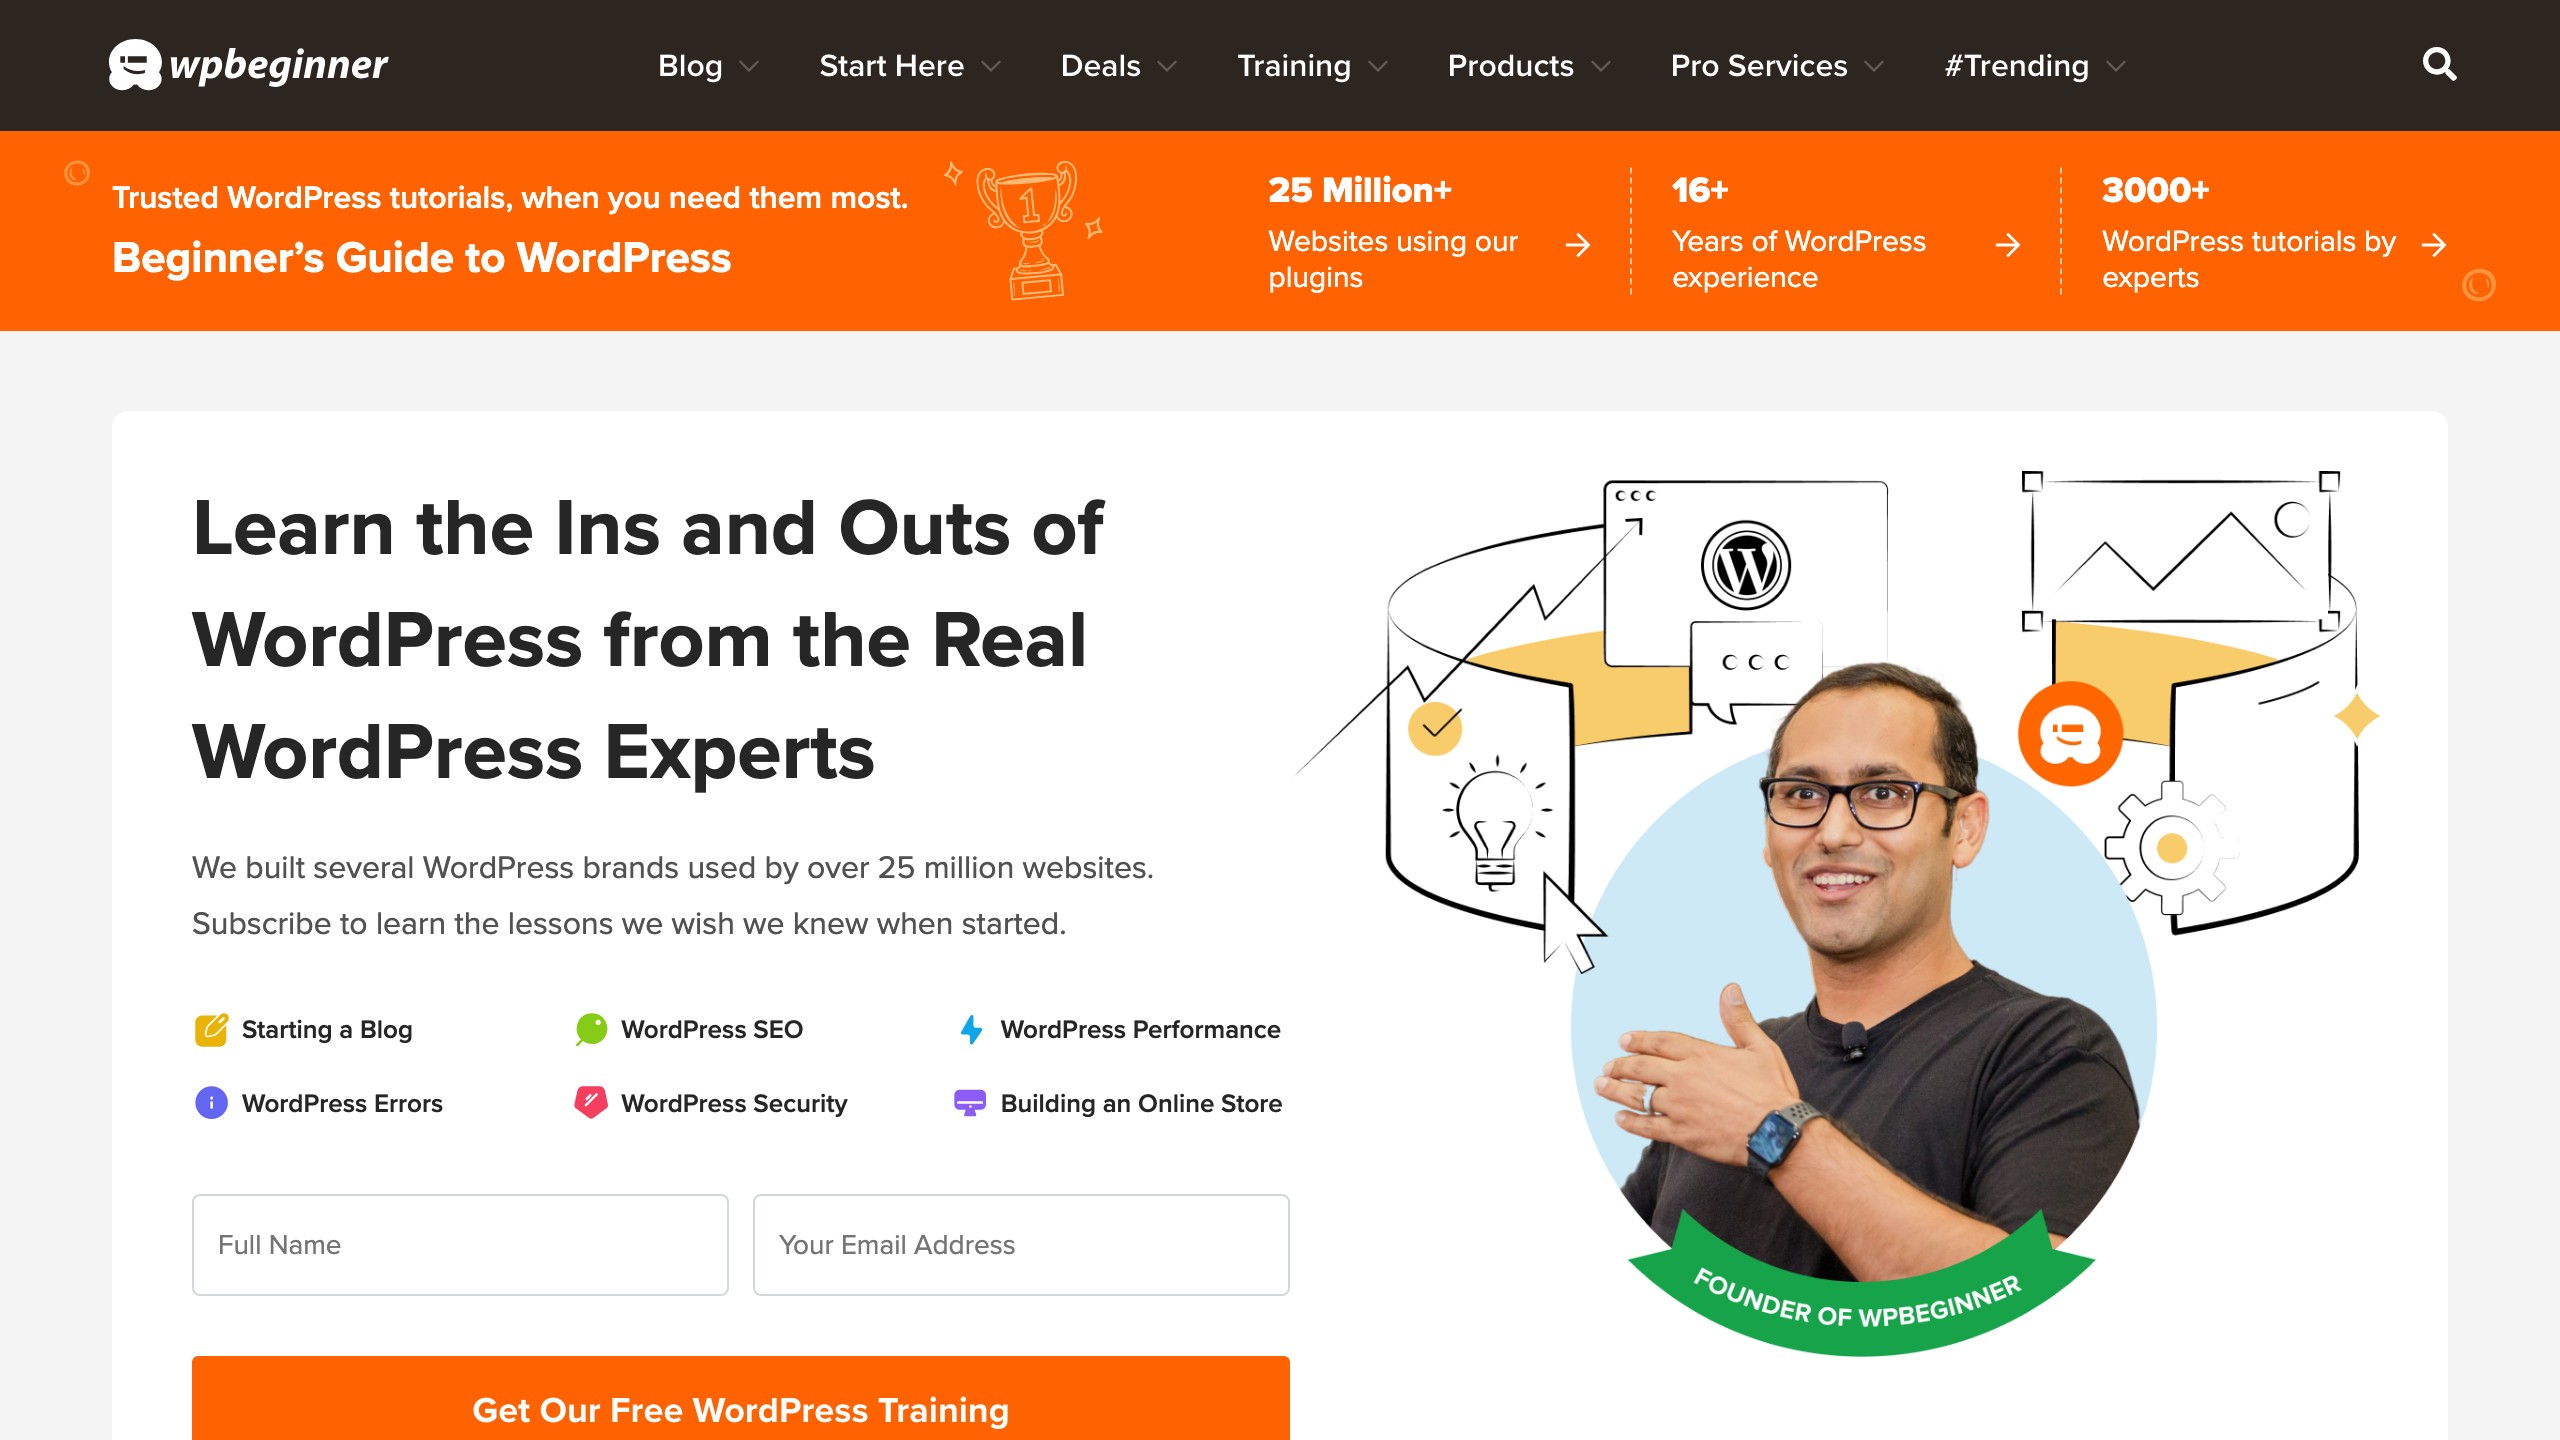 wpbeginner
Blog
Start Here
Deals
Training
Products
Pro Services
#Trending
Trusted WordPress tutorials, when you need them most.
Beginner’s Guide to WordPress
1
25 Million+
Websites using our
plugins
16+
Years of WordPress
experience
3000+
WordPress tutorials by
experts
Learn the Ins and Outs of
WordPress from the Real
WordPress Experts
We built several WordPress brands used by over 25 million websites.
Subscribe to learn the lessons we wish we knew when started.
Starting a Blog
WordPress SEO
WordPress Performance
WordPress Errors
WordPress Security
Building an Online Store
Full Name
Your Email Address
Get Our Free WordPress Training
W
FOUNDER OF WPBEGINNER